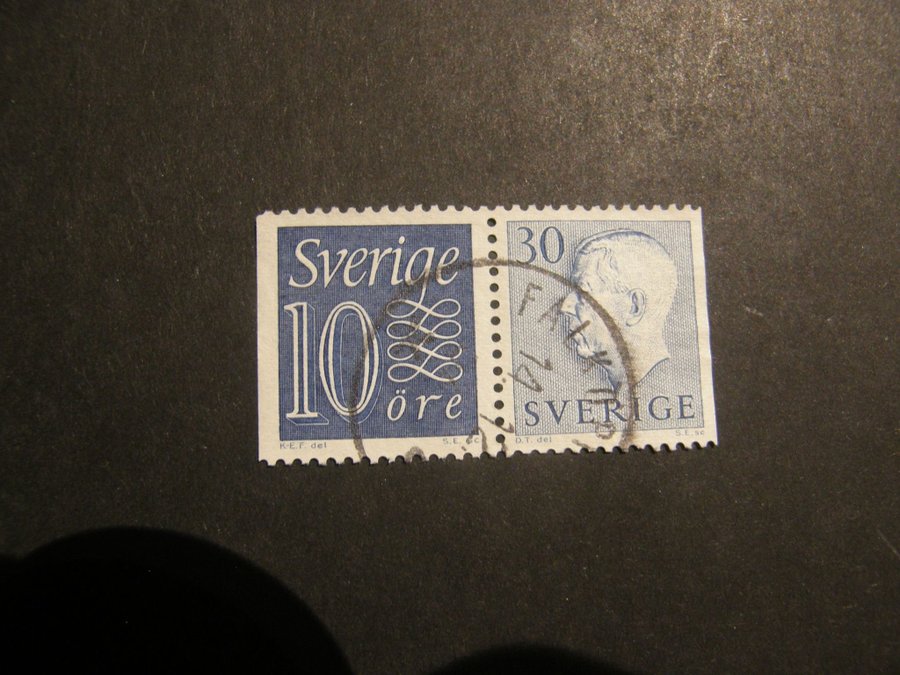 Sverige
10
öre
K-E.F. del
S.E. sc
30
SVERIGE
D.T. del
S.E. sc